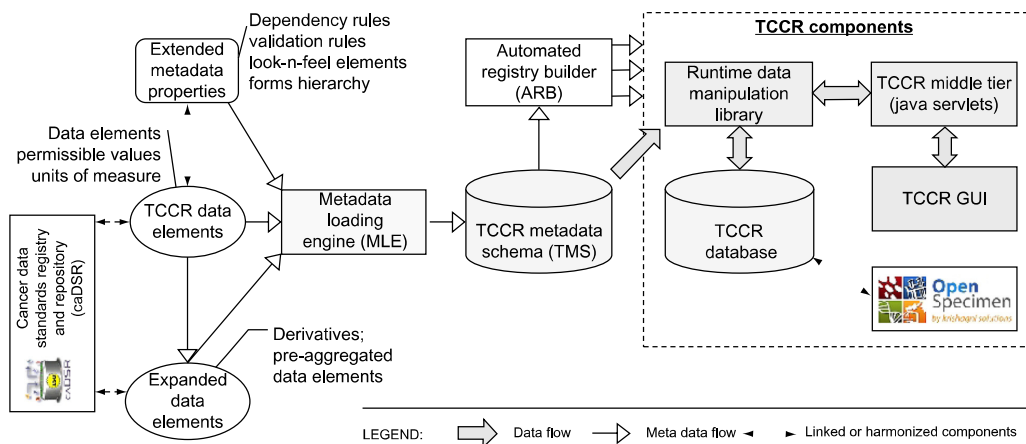 Dependency rules
validation rules
look-n-feel elements
forms hierarchy
Extended
metadata
properties
Data elements
permissible values
units of measure
TCCR data
elements
Cancer data
standards registry
and repository
(caDSR)
caDSR
Expanded
data
elements
Derivatives;
pre-aggregated
data elements
Metadata
loading
engine (MLE)
TCCR metadata
schema (TMS)
Automated
registry builder
(ARB)
TCCR components
Runtime data
manipulation
library
TCCR middle tier
(java servlets)
TCCR GUI
TCCR
database
Open
Specimen
by krishagni solutions
LEGEND:
Data flow
Meta data flow
Linked or harmonized components